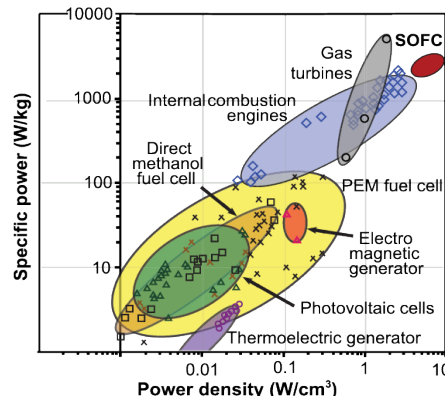 10000
1000
100
10
Specific power (W/kg)
SOFC
Gas
turbines
Internal combustion
engines
Direct
methanol
fuel cell
PEM fuel cell
Electro
magnetic
generator
Photovoltaic cells
Thermoelectric generator
0.01
0.1
1
10
Power density (W/cm³)